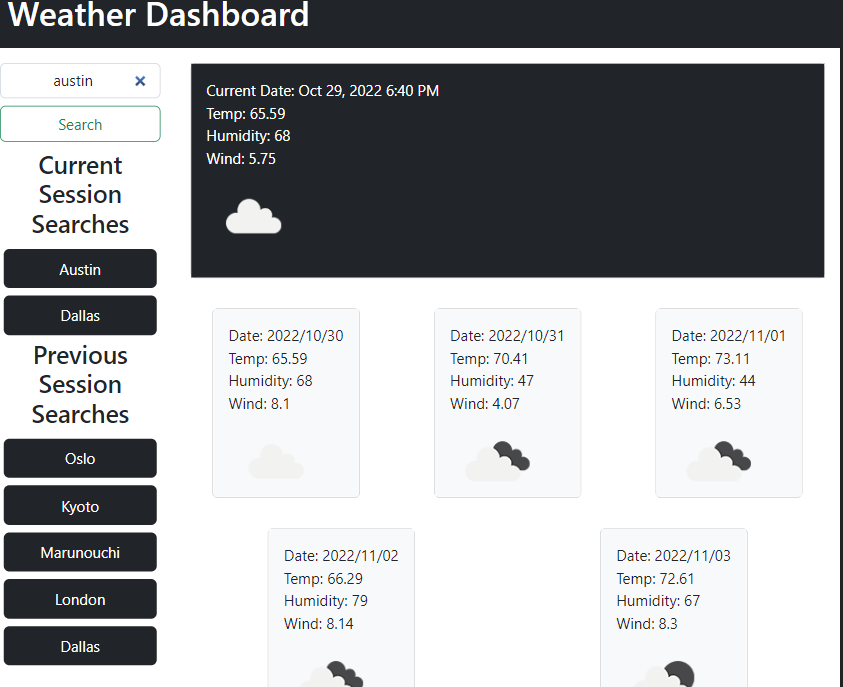 Weather Dashboard
austin
Search
Current
Session
Searches
Austin
Dallas
Previous
Session
Searches
Oslo
Kyoto
Marunouchi
London
Dallas
Current Date: Oct 29, 2022 6:40 PM
Temp: 65.59
Humidity: 68
Wind: 5.75
Date: 2022/10/30
Temp: 65.59
Humidity: 68
Wind: 8.1
Date: 2022/10/31
Temp: 70.41
Humidity: 47
Wind: 4.07
Date: 2022/11/01
Temp: 73.11
Humidity: 44
Wind: 6.53
Date: 2022/11/02
Temp: 66.29
Humidity: 79
Wind: 8.14
Date: 2022/11/03
Temp: 72.61
Humidity: 67
Wind: 8.3